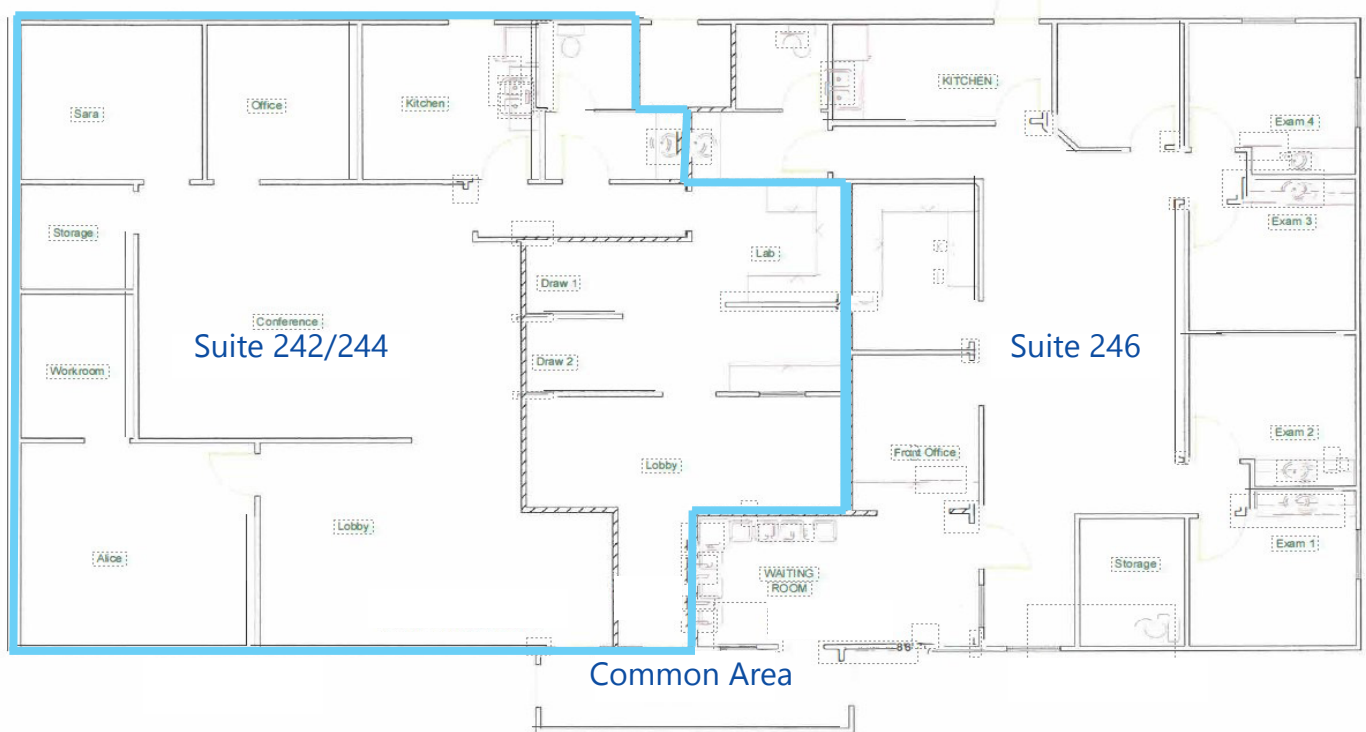 Sara
Office
Kitchen
KITCHEN
Exam 4
Storage
Lab
Exam 3
Draw 1
Conference
Suite 242/244
Suite 246
Workroom
Draw 2
Exam 2
Front Office
Lobby
Lobby
Alice
WAITING
ROOM
Storage
Exam 1
Common Area